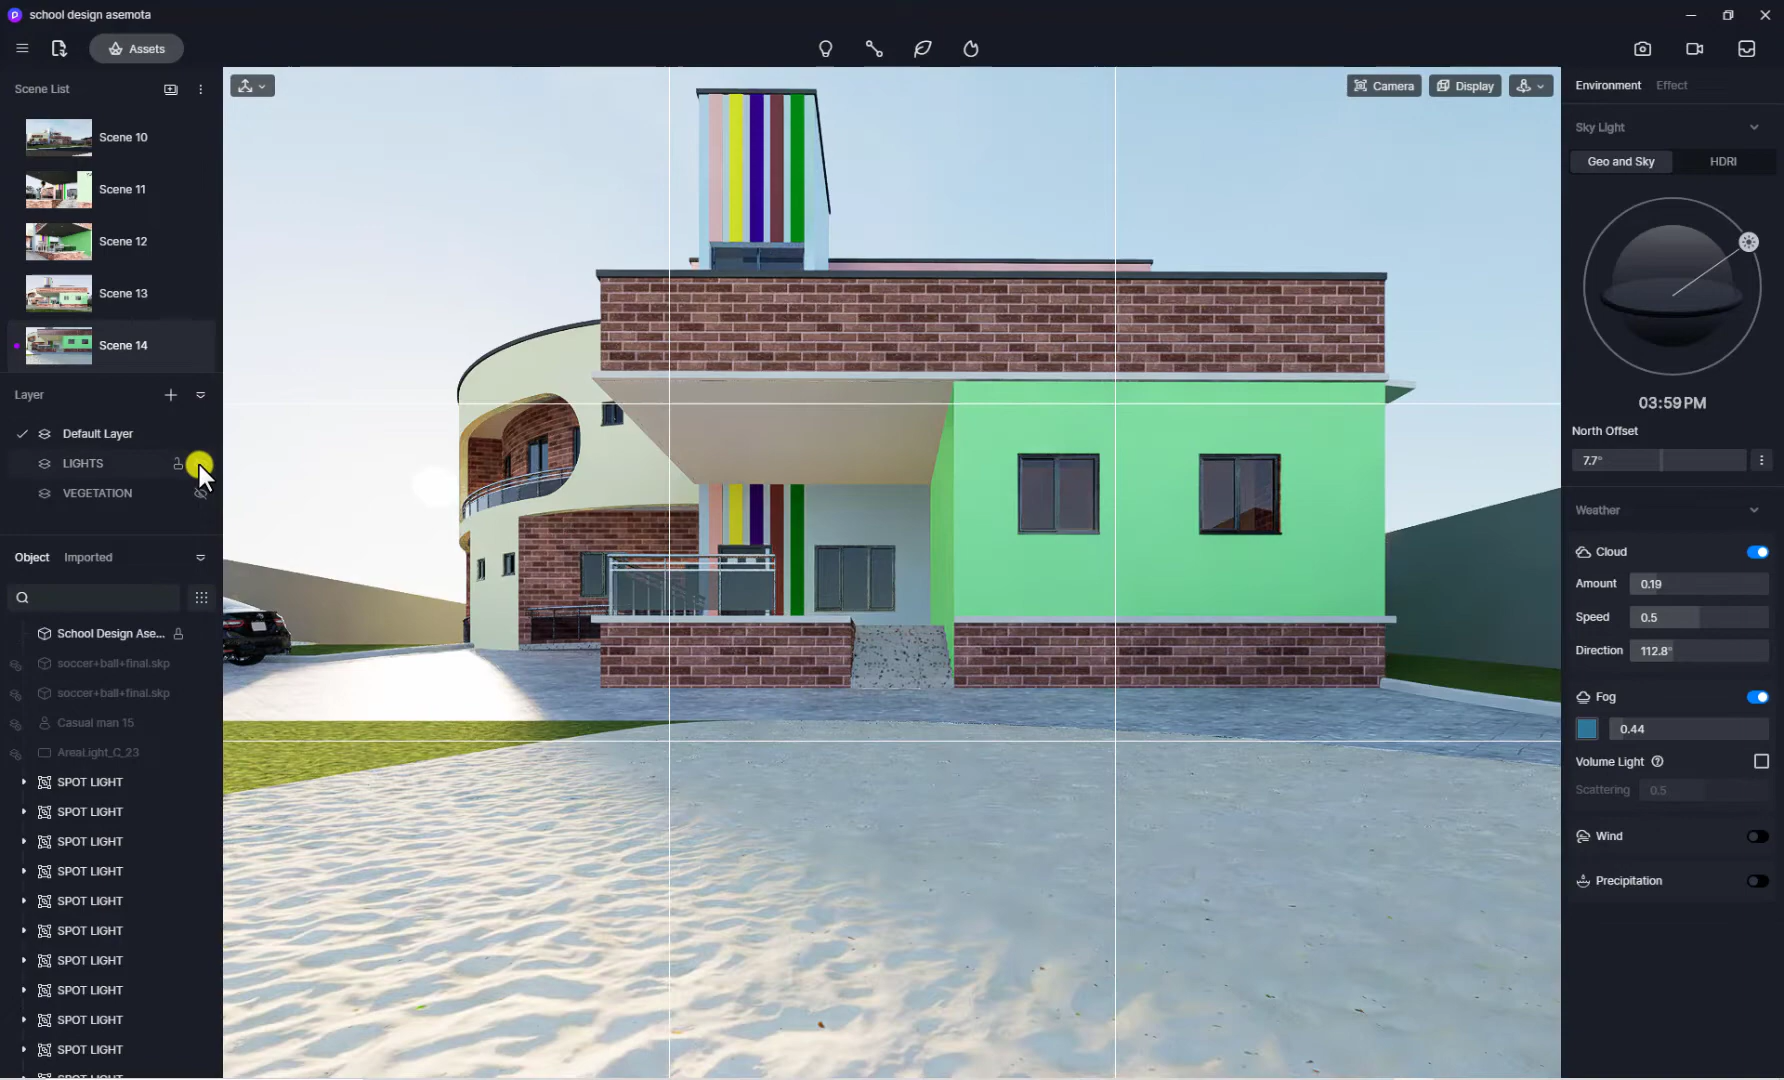 school design asemota
Assets
Scene List
Camera
Display
Environment
Effect
Scene 10
Scene 11
Scene 12
Scene 13
Scene 14
Layer
Default Layer
LIGHTS
VEGETATION
Object
Imported
School Design Ase...
soccer+ball+final.skp
soccer+ball+final.skp
Casual man 15
AreaLight_C_23
SPOT LIGHT
SPOT LIGHT
SPOT LIGHT
SPOT LIGHT
SPOT LIGHT
SPOT LIGHT
SPOT LIGHT
SPOT LIGHT
SPOT LIGHT
SPOT LIGHT
Sky Light
Geo and Sky
HDRI
03:59 PM
North Offset
7.7°
Weather
Cloud
Amount 0.19
Speed 0.5
Direction 112.8°
Fog
0.44
Volume Light
Scattering 0.5
Wind
Precipitation